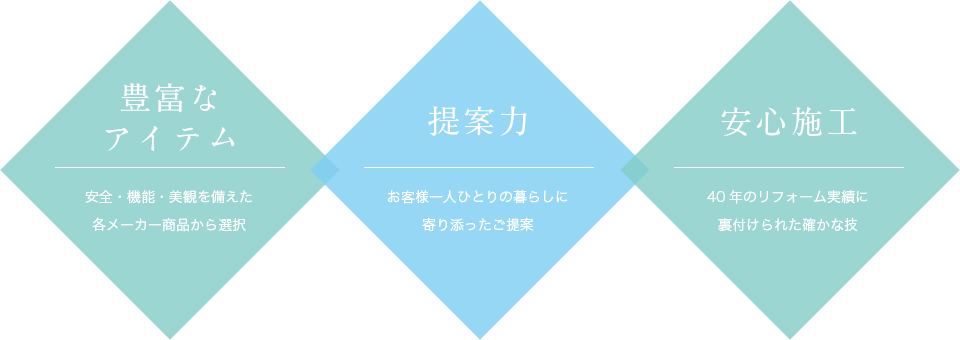 豊富な
アイテム
安全・機能・美観を備えた
各メーカー商品から選択
提案力
お客様一人ひとりの暮らしに
寄り添ったご提案
安心施工
40年のリフォーム実績に
裏付けられた確かな技